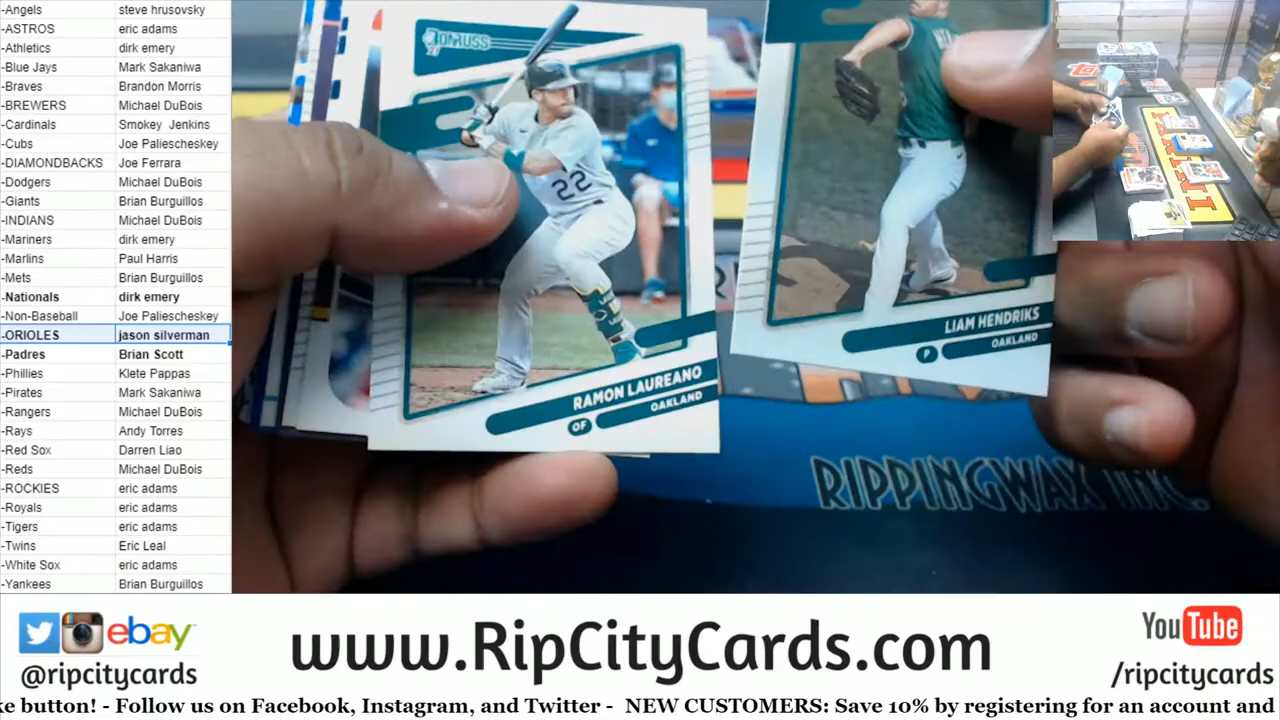 -Angels steve hrusovsky
-ASTROS eric adams
-Athletics dirk emery
-Blue Jays Mark Sakaniwa
-Braves Brandon Morris
-BREWERS Michael DuBois
-Cardinals Smokey Jenkins
-Cubs Joe Paliescheskey
-DIAMONDBACKS Joe Ferrara
-Dodgers Michael DuBois
-Giants Brian Burguillos
-INDIANS Michael DuBois
-Mariners dirk emery
-Marlins Paul Harris
-Mets Brian Burguillos
-Nationals dirk emery
-Non-Baseball Joe Paliescheskey
-ORIOLES jason silverman
-Padres Brian Scott
-Phillies Klete Pappas
-Pirates Mark Sakaniwa
-Rangers Michael DuBois
-Rays Andy Torres
-Red Sox Darren Liao
-Reds Michael DuBois
-ROCKIES eric adams
-Royals eric adams
-Tigers eric adams
-Twins Eric Leal
-White Sox eric adams
-Yankees Brian Burguillos
DONRUSS
22
RAMON LAUREANO
OF OAKLAND
LIAM HENDRIKS
P OAKLAND
PANINI
RIPPINGWAX INC.
ebay
@ripcitycards
www.RipCityCards.com
YouTube
/ripcitycards
ke button! - Follow us on Facebook, Instagram, and Twitter - NEW CUSTOMERS: Save 10% by registering for an account and